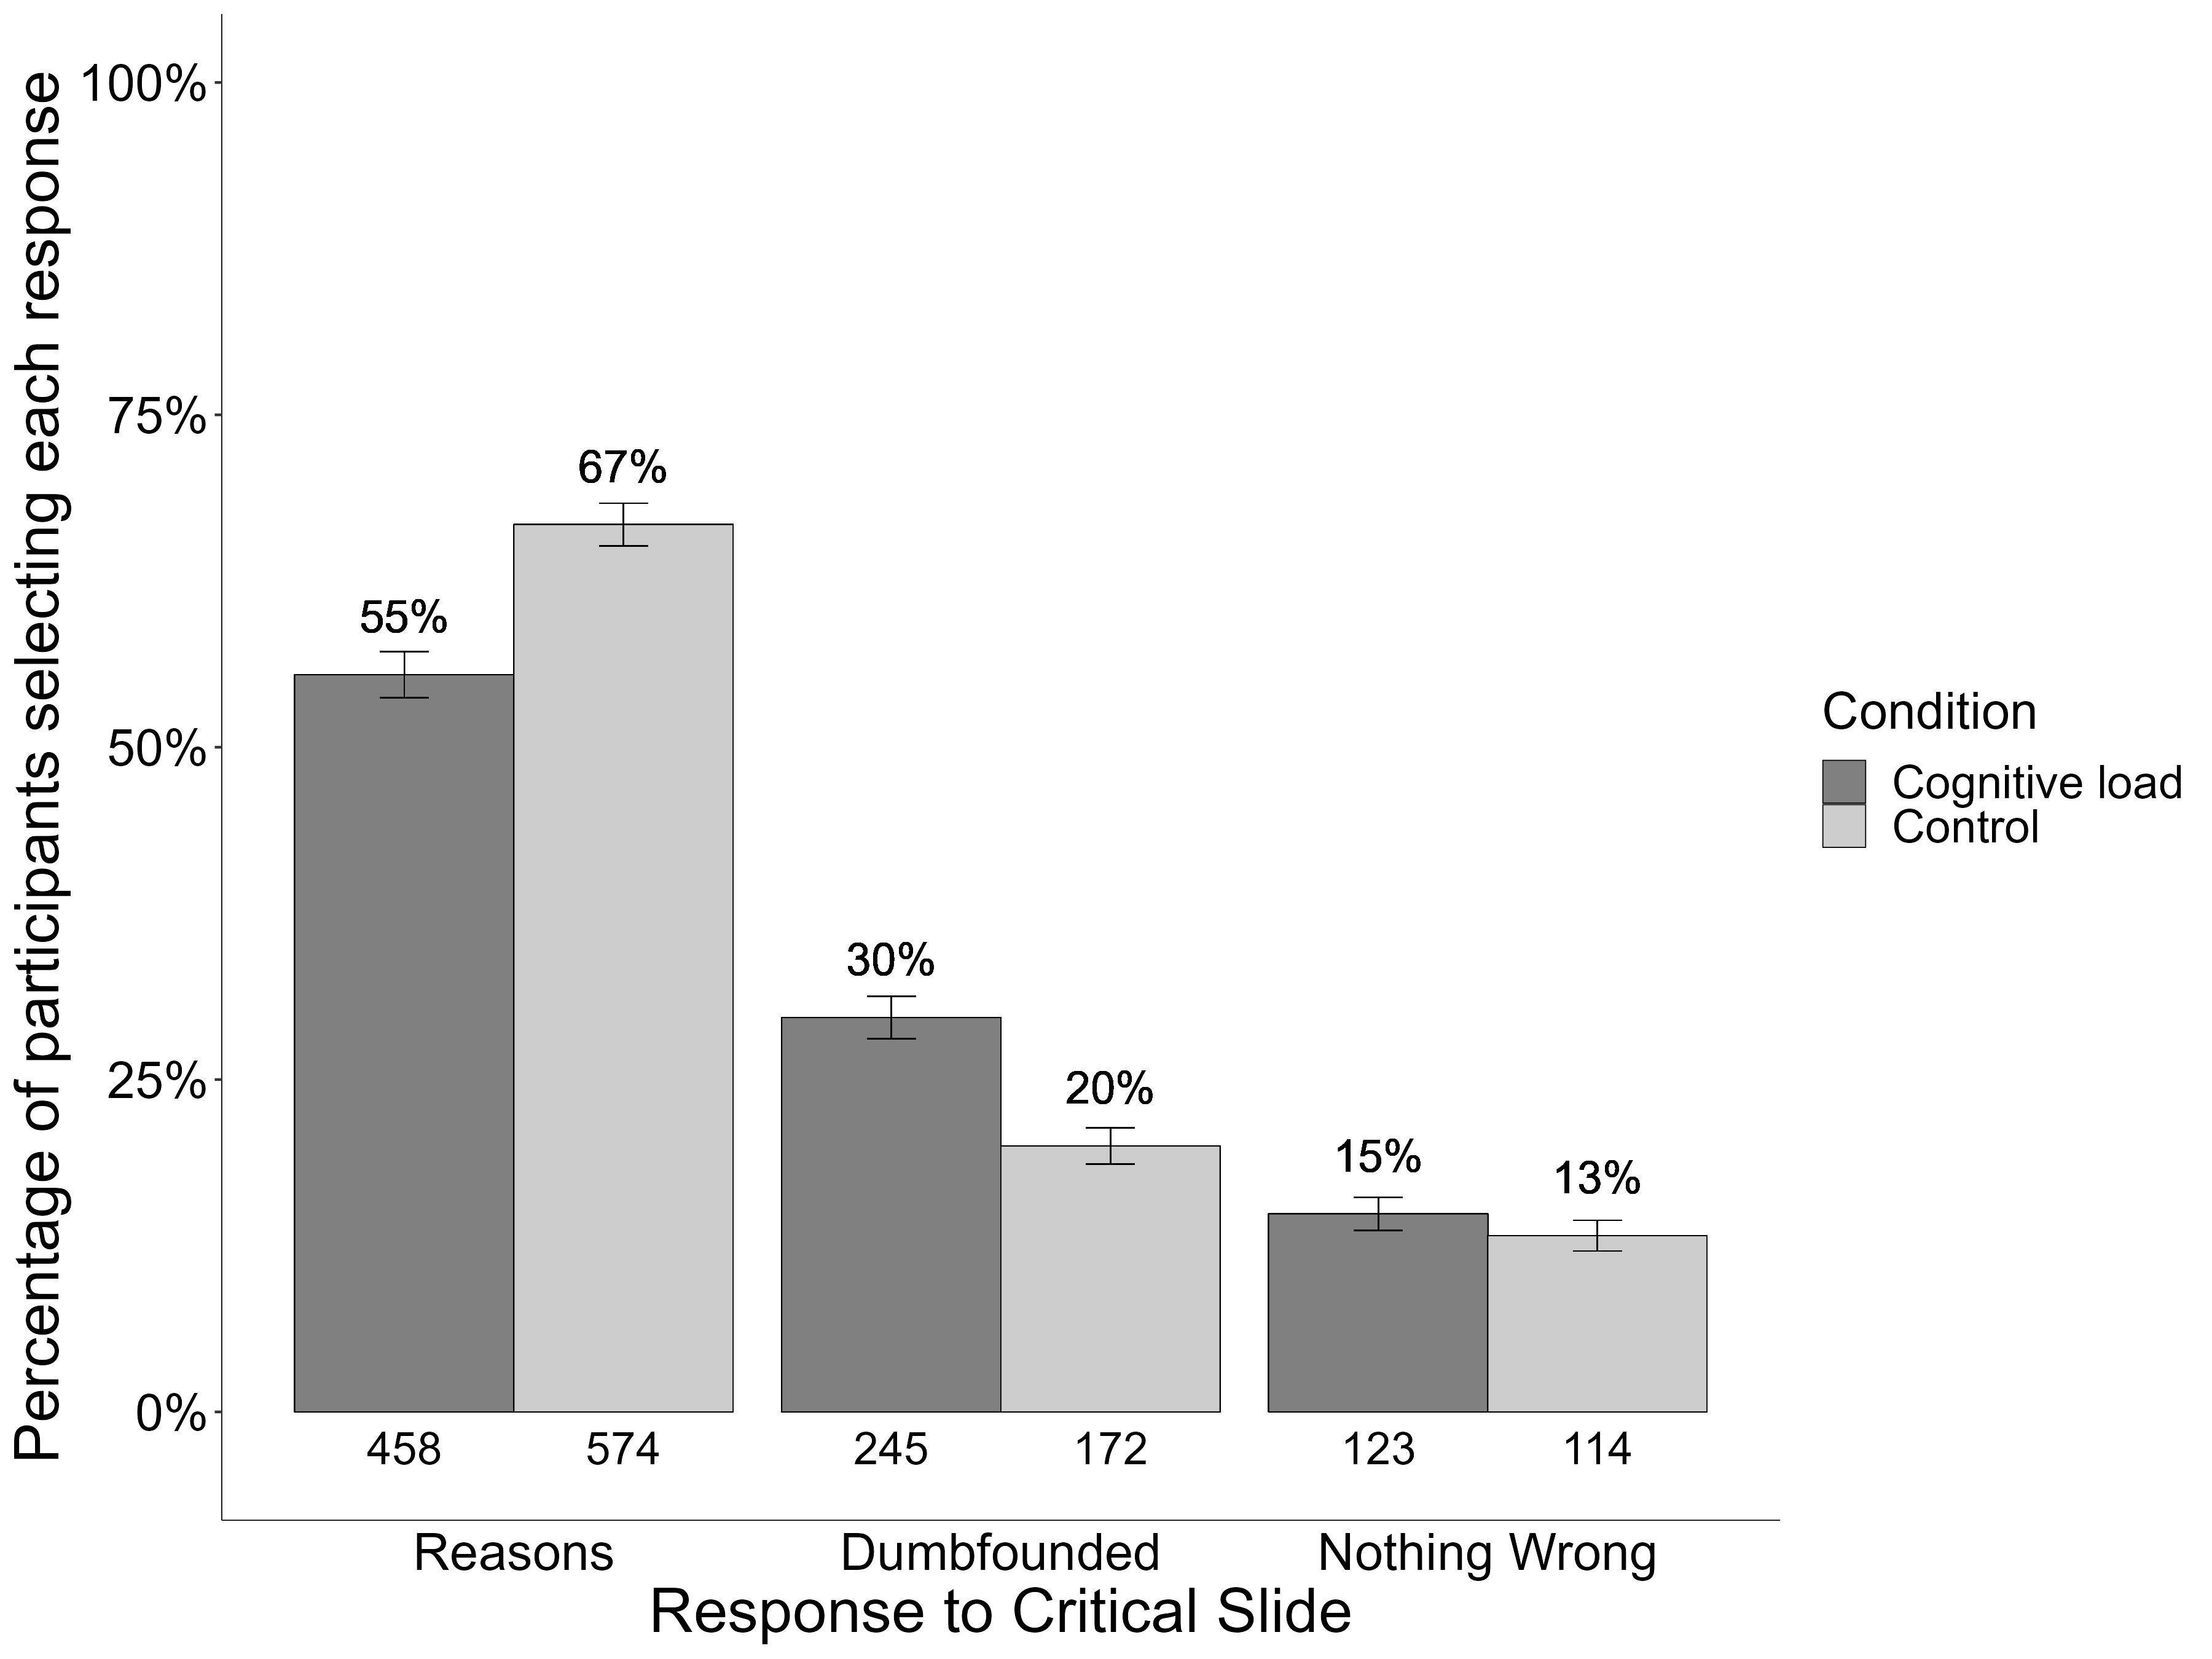 Percentage of participants selecting each response
100%
75%
50%
25%
0%
55%
67%
30%
20%
15%
13%
458 574 245 172 123 114
Reasons Dumbfounded Nothing Wrong
Response to Critical Slide
Condition
Cognitive load
Control